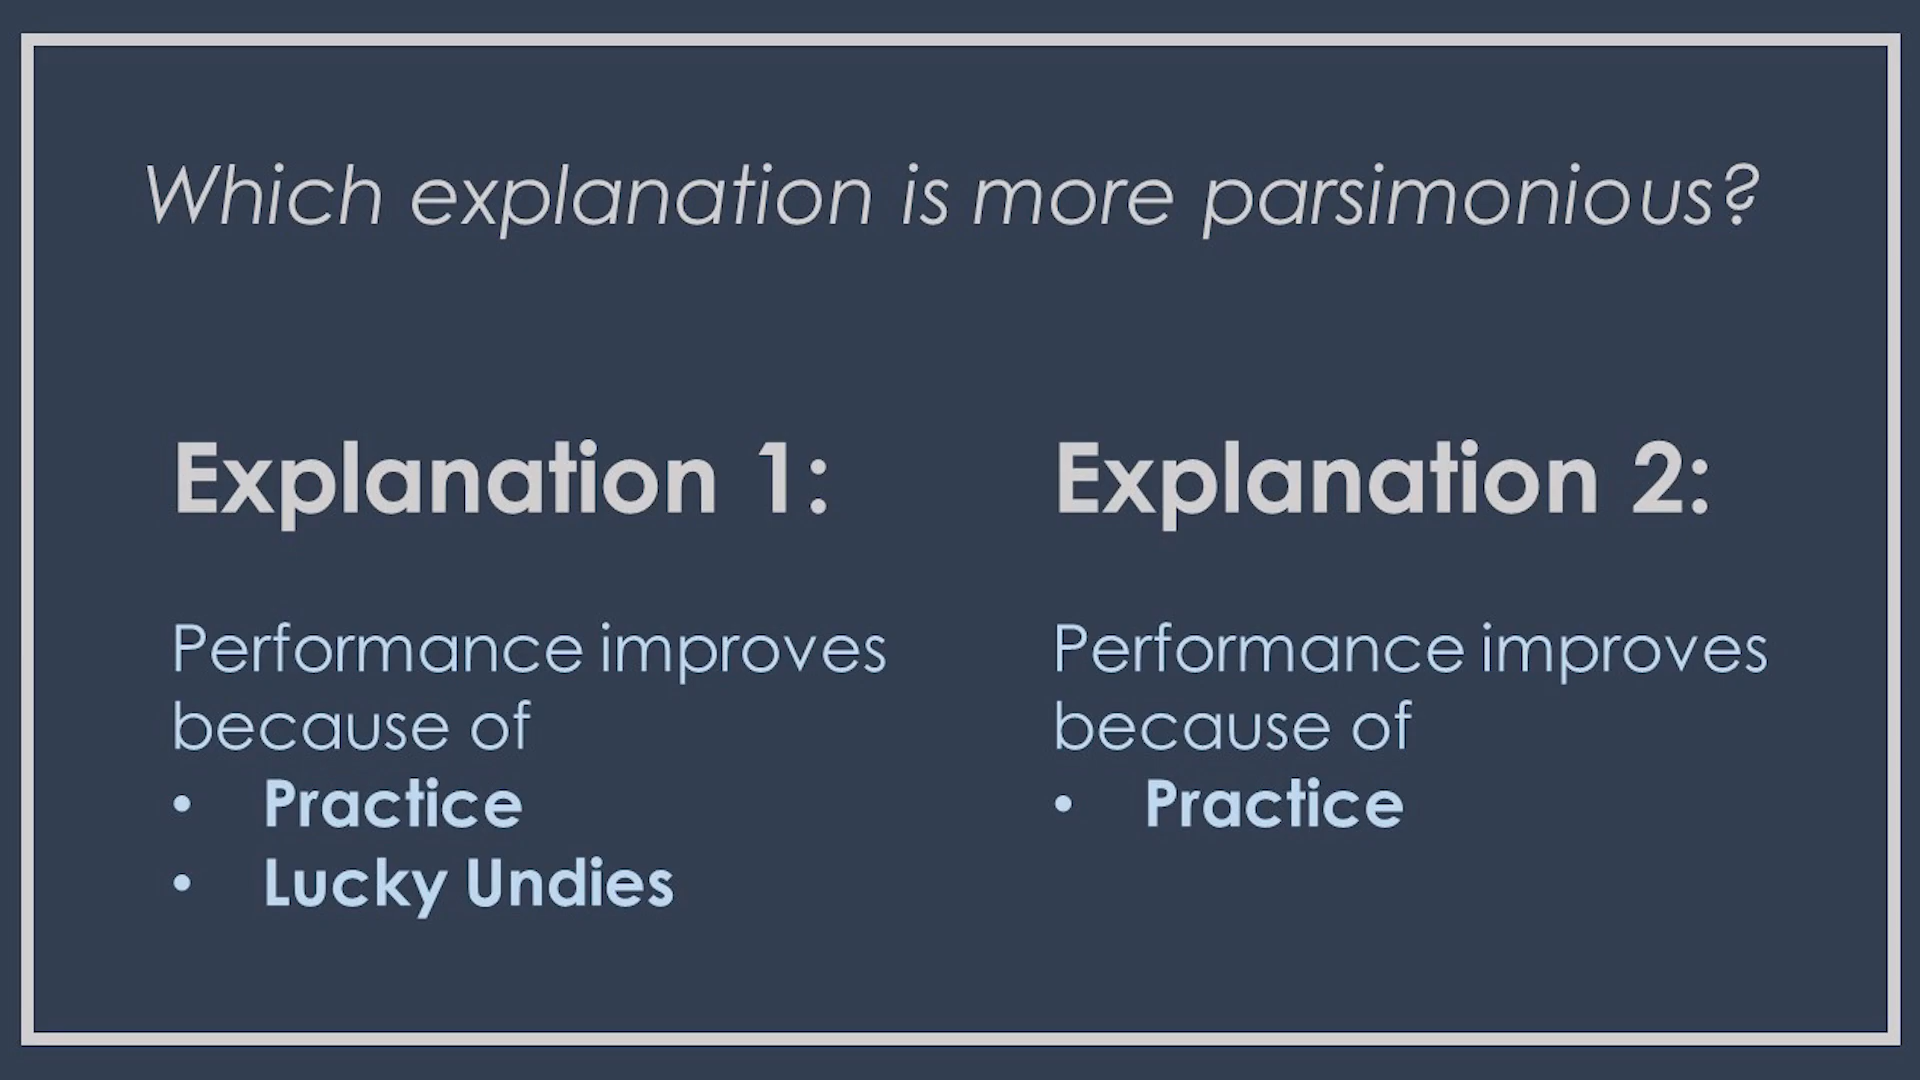 Which explanation is more parsimonious?
Explanation 1:
Performance improves
because of
• Practice
• Lucky Undies
Explanation 2:
Performance improves
because of
• Practice